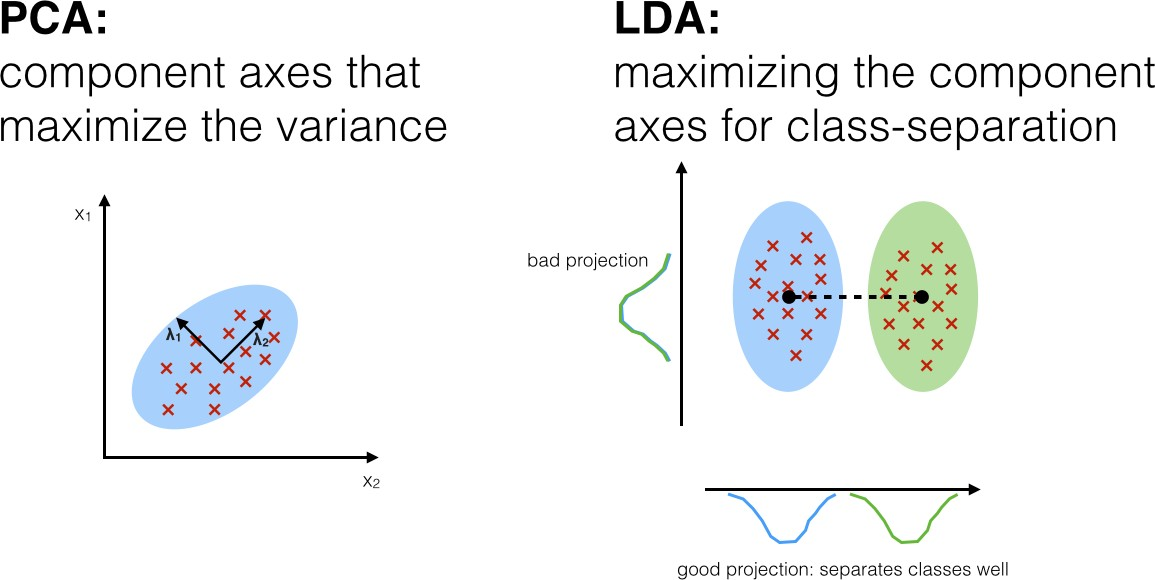 PCA:
component axes that
maximize the variance
x1
λ1
λ2
x2
LDA:
maximizing the component
axes for class-separation
bad projection
good projection: separates classes well